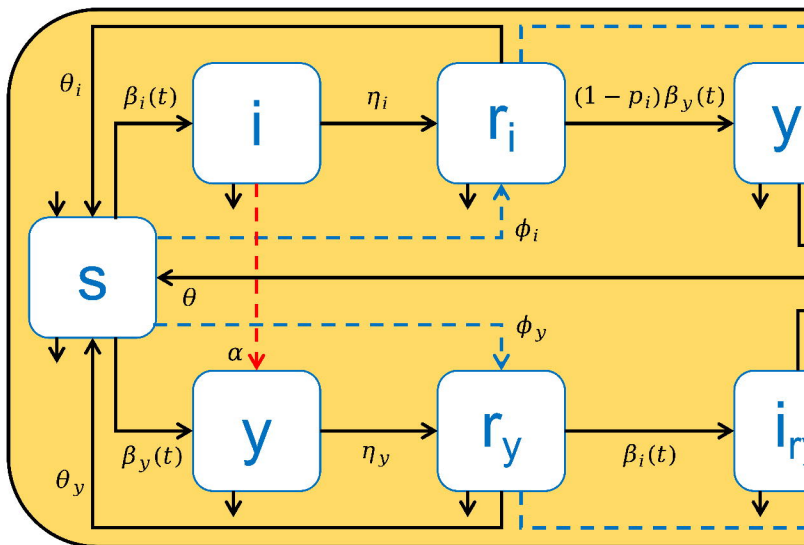 θ_i
β_i(t)
i
η_i
r_i
(1 − p_i)β_y(t)
y
ϕ_i
s
θ
ϕ_y
α
y
η_y
r_y
β_i(t)
β_y(t)
θ_y